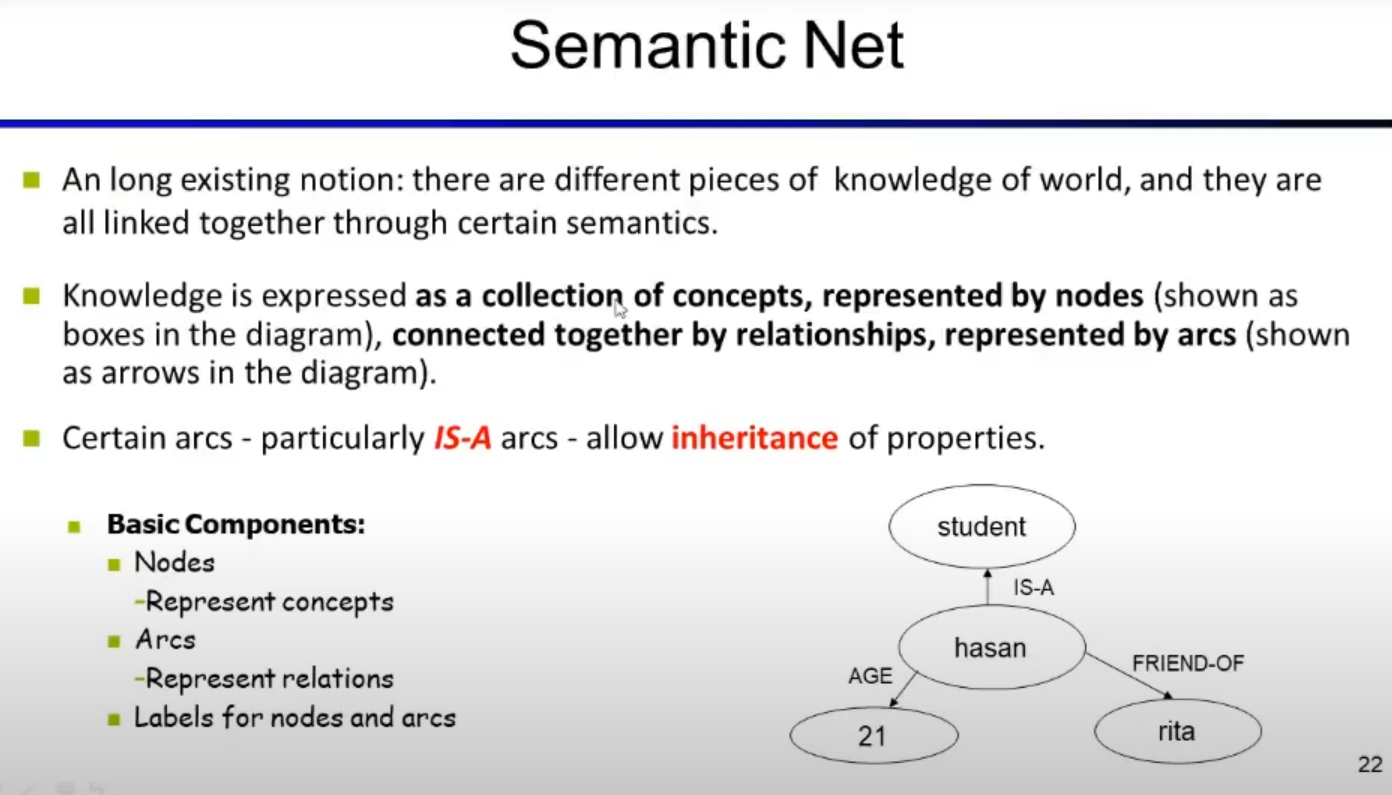 Semantic Net
An long existing notion: there are different pieces of knowledge of world, and they are
all linked together through certain semantics.
Knowledge is expressed as a collection of concepts, represented by nodes (shown as
boxes in the diagram), connected together by relationships, represented by arcs (shown
as arrows in the diagram).
Certain arcs - particularly IS-A arcs - allow inheritance of properties.
Basic Components:
Nodes
-Represent concepts
Arcs
-Represent relations
Labels for nodes and arcs
student
IS-A
hasan
AGE
FRIEND-OF
21
rita
22